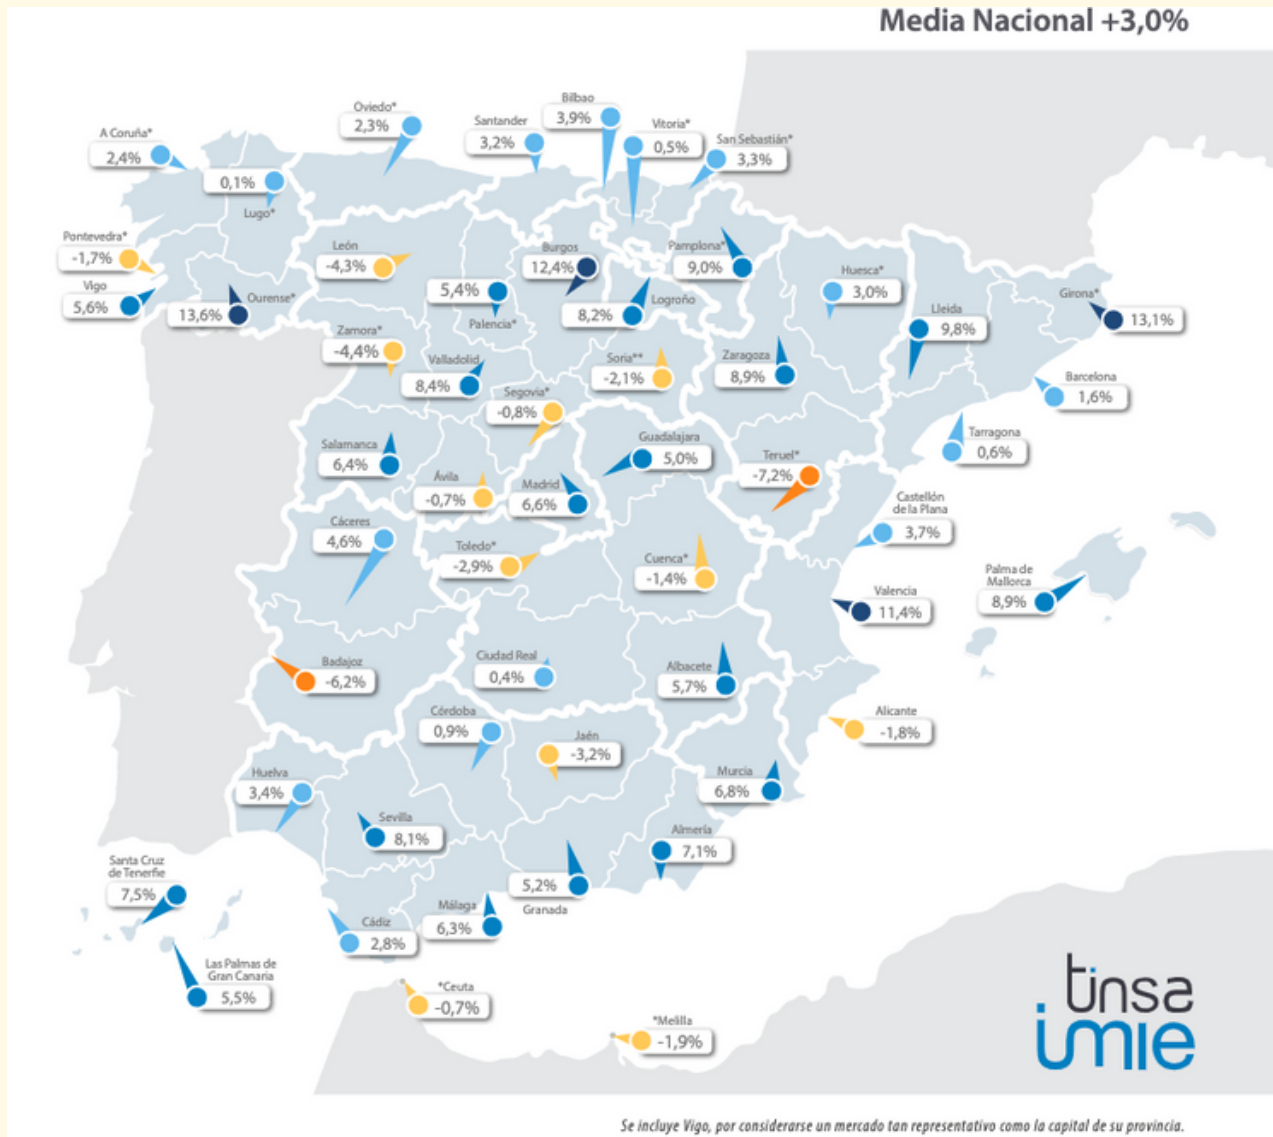 Media Nacional +3,0%
Bilbao
3,9%
Oviedo*
2,3%
Santander
3,2%
Vitoria*
0,5%
San Sebastián*
3,3%
A Coruña*
2,4%
0,1%
Lugo*
Pontevedra*
-1,7%
Vigo
5,6%
13,6%
Ourense*
León
-4,3%
5,4%
Palencia*
Burgos
12,4%
8,2%
Logroño
Pamplona*
9,0%
Huesca*
3,0%
Lleida
9,8%
Girona*
13,1%
Zamora*
-4,4%
Valladolid
8,4%
Soria**
-2,1%
Zaragoza
8,9%
Barcelona
1,6%
Segovia*
-0,8%
Tarragona
0,6%
Salamanca
6,4%
Ávila
-0,7%
Madrid
6,6%
Guadalajara
5,0%
Teruel*
-7,2%
Castellón
de la Plana
3,7%
Cáceres
4,6%
Toledo*
-2,9%
Cuenca*
-1,4%
Valencia
11,4%
Palma de
Mallorca
8,9%
Badajoz
-6,2%
Ciudad Real
0,4%
Albacete
5,7%
Alicante
-1,8%
Córdoba
0,9%
Jaén
-3,2%
Murcia
6,8%
Huelva
3,4%
Sevilla
8,1%
Almería
7,1%
Santa Cruz
de Tenerfie
7,5%
5,2%
Granada
Málaga
6,3%
Cádiz
2,8%
Las Palmas de
Gran Canaria
5,5%
*Ceuta
-0,7%
*Melilla
-1,9%
tinsa
imie
Se incluye Vigo, por considerarse un mercado tan representativo como la capital de su provincia.